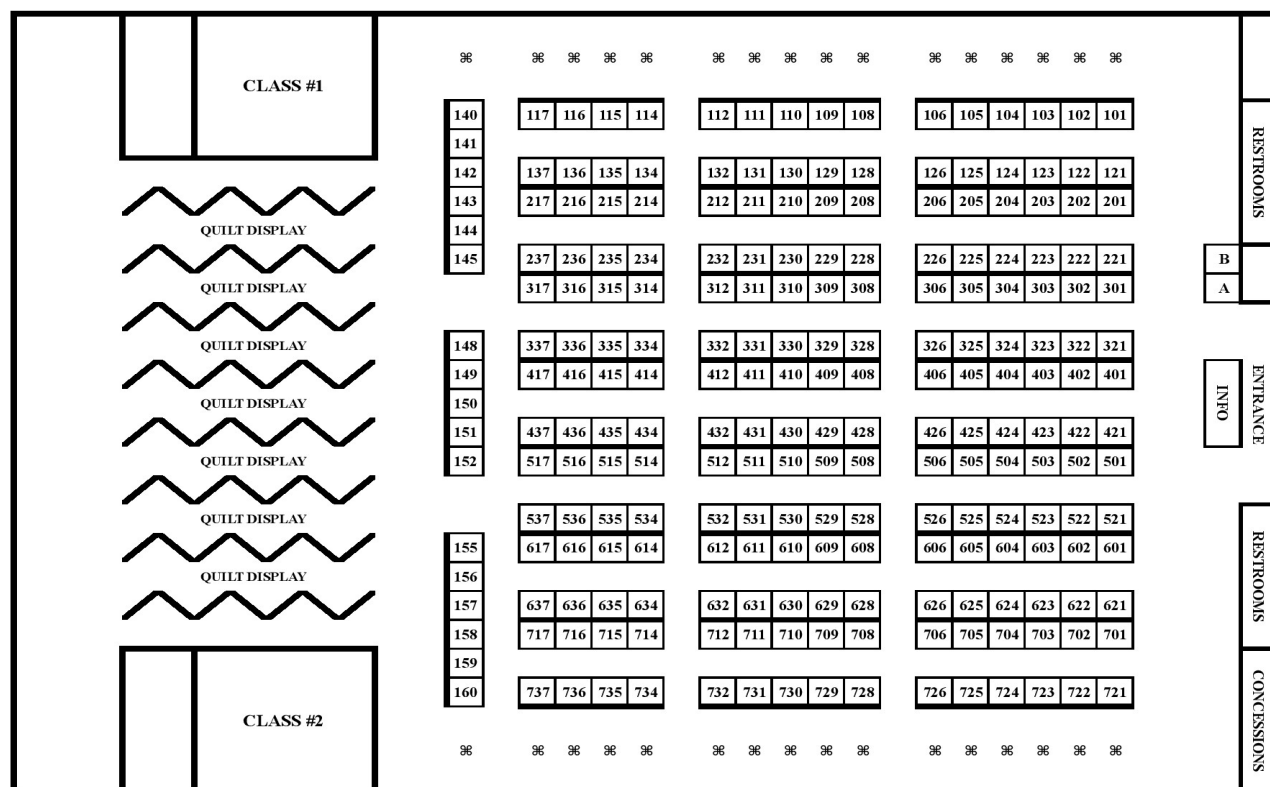 ⌘ ⌘ ⌘ ⌘ ⌘ ⌘ ⌘ ⌘ ⌘ ⌘ ⌘ ⌘ ⌘ ⌘ ⌘ ⌘
CLASS #1
140 117 116 115 114 112 111 110 109 108 106 105 104 103 102 101
141
142 137 136 135 134 132 131 130 129 128 126 125 124 123 122 121
RESTROOMS
143 217 216 215 214 212 211 210 209 208 206 205 204 203 202 201
QUILT DISPLAY 144
145 237 236 235 234 232 231 230 229 228 226 225 224 223 222 221 B
QUILT DISPLAY 317 316 315 314 312 311 310 309 308 306 305 304 303 302 301 A
QUILT DISPLAY 148 337 336 335 334 332 331 330 329 328 326 325 324 323 322 321
149 417 416 415 414 412 411 410 409 408 406 405 404 403 402 401
QUILT DISPLAY 150 INFO ENTRANCE
151 437 436 435 434 432 431 430 429 428 426 425 424 423 422 421
QUILT DISPLAY 152 517 516 515 514 512 511 510 509 508 506 505 504 503 502 501
QUILT DISPLAY 537 536 535 534 532 531 530 529 528 526 525 524 523 522 521
155 617 616 615 614 612 611 610 609 608 606 605 604 603 602 601
QUILT DISPLAY 156 RESTROOMS
157 637 636 635 634 632 631 630 629 628 626 625 624 623 622 621
158 717 716 715 714 712 711 710 709 708 706 705 704 703 702 701
159
160 737 736 735 734 732 731 730 729 728 726 725 724 723 722 721
CLASS #2
CONCESSIONS
⌘ ⌘ ⌘ ⌘ ⌘ ⌘ ⌘ ⌘ ⌘ ⌘ ⌘ ⌘ ⌘ ⌘ ⌘ ⌘